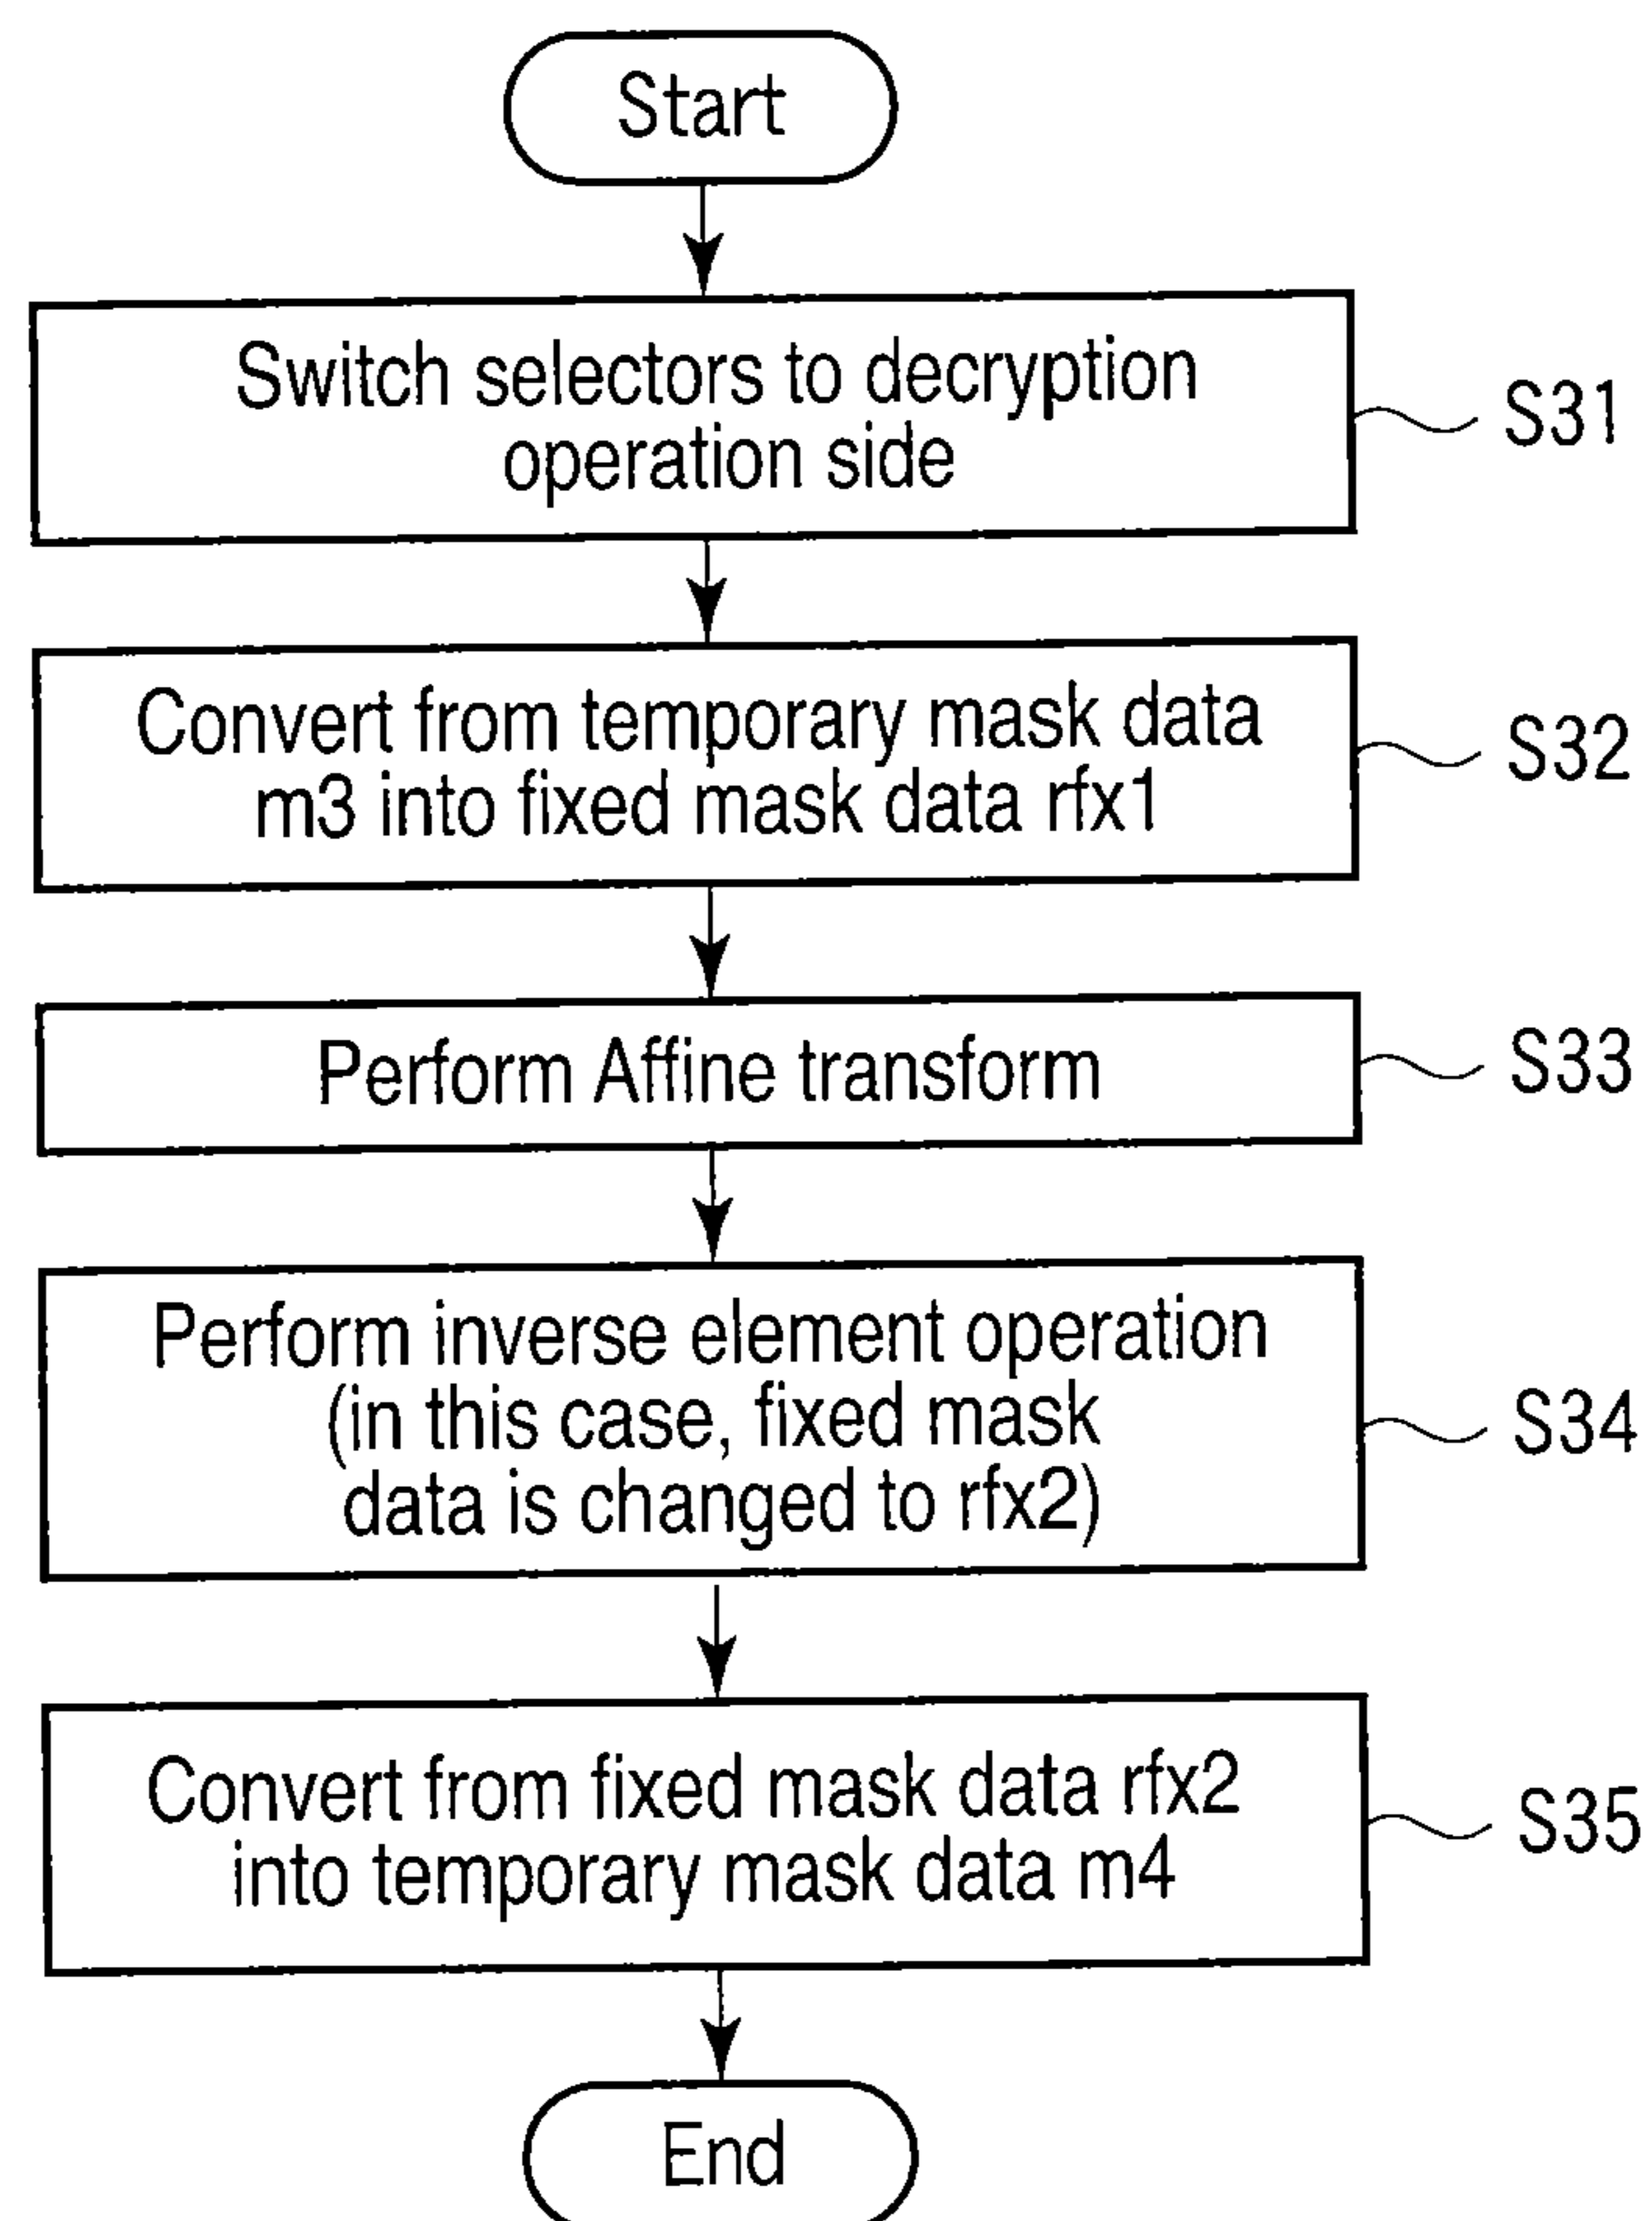 Start
Switch selectors to decryption
operation side
S31
Convert from temporary mask data
m3 into fixed mask data rfx1
S32
Perform Affine transform
S33
Perform inverse element operation
(in this case, fixed mask
data is changed to rfx2)
S34
Convert from fixed mask data rfx2
into temporary mask data m4
S35
End